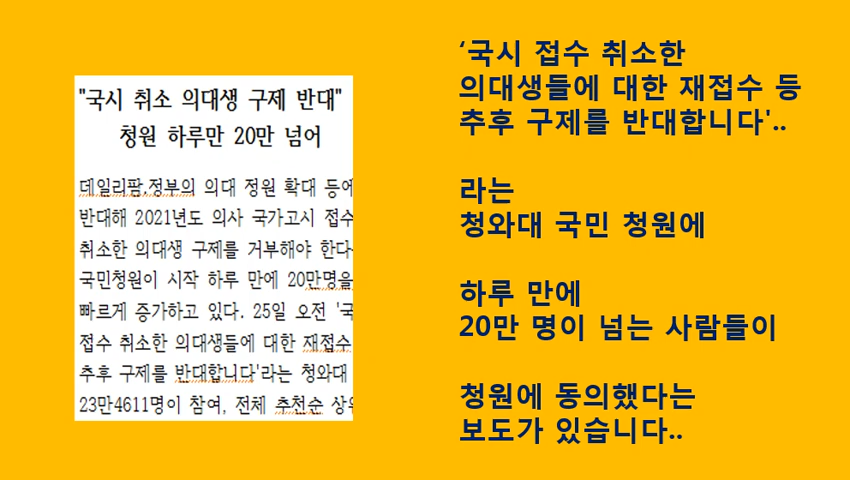 "국시 취소 의대생 구제 반대"
청원 하루만 20만 넘어
데일리팜.정부의 의대 정원 확대 등에
반대해 2021년도 의사 국가고시 접수
취소한 의대생 구제를 거부해야 한다
국민청원이 시작 하루 만에 20만명을
빠르게 증가하고 있다. 25일 오전 '국
접수 취소한 의대생들에 대한 재접수
추후 구제를 반대합니다'라는 청와대
23만4611명이 참여, 전체 추천순 상위
'국시 접수 취소한
의대생들에 대한 재접수 등
추후 구제를 반대합니다'..
라는
청와대 국민 청원에
하루 만에
20만 명이 넘는 사람들이
청원에 동의했다는
보도가 있습니다..